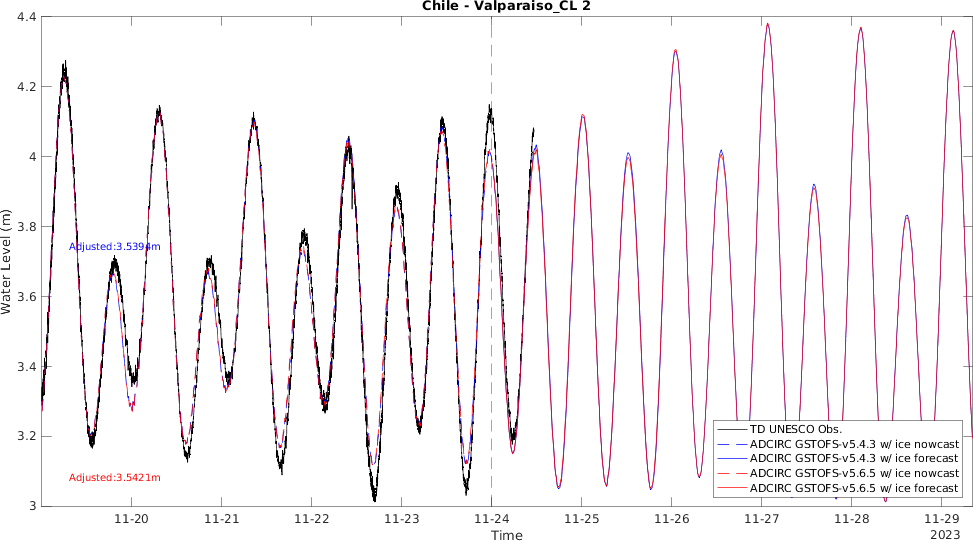 Chile - Valparaiso_CL 2
4.4
4.2
4
3.8
3.6
3.4
3.2
3
Water Level (m)
Adjusted:3.5394m
Adjusted:3.5421m
TD UNESCO Obs.
ADCIRC GSTOFS-v5.4.3 w/ ice nowcast
ADCIRC GSTOFS-v5.4.3 w/ ice forecast
ADCIRC GSTOFS-v5.6.5 w/ ice nowcast
ADCIRC GSTOFS-v5.6.5 w/ ice forecast
11-20
11-21
11-22
11-23
11-24
11-25
11-26
11-27
11-28
11-29
2023
Time